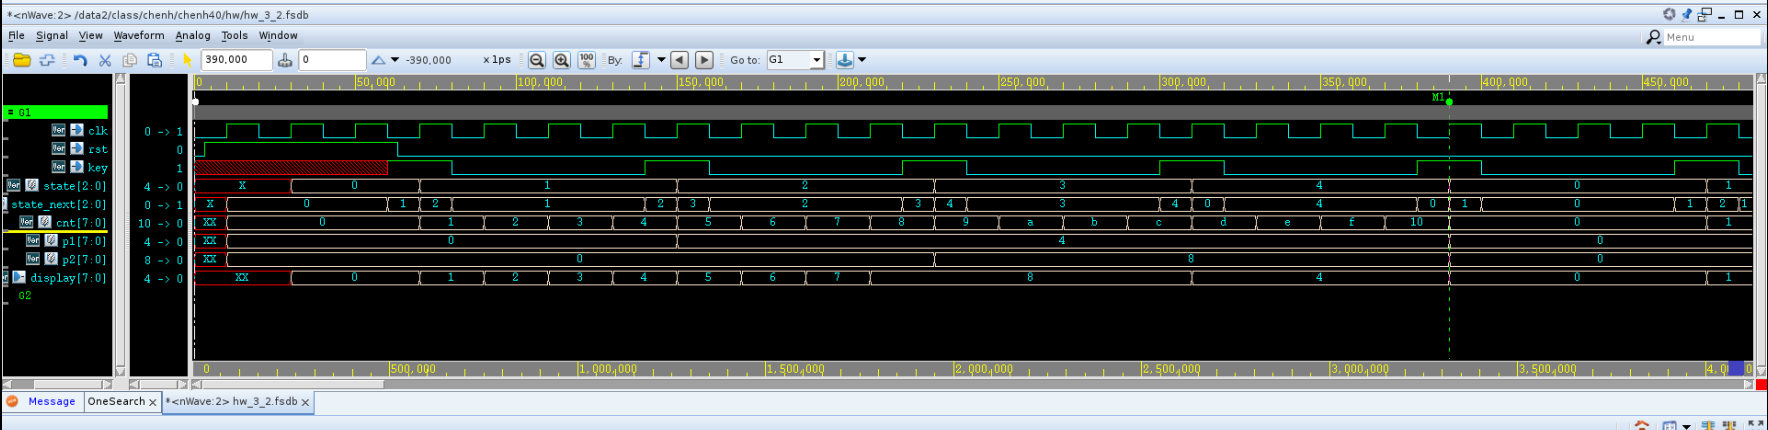 *<nWave:2> /data2/class/chenh/chenh40/hw/hw_3_2.fsdb
File Signal View Waveform Analog Tools Window
Menu
390,000 0 -390,000 x 1ps 100 % By: Go to: G1
0 50,000 100,000 150,000 200,000 250,000 300,000 350,000 400,000 450,000
M1
G1
clk 0 -> 1
rst 0
key 1
state[2:0] 4 -> 0 X 0 1 2 3 4 0 1
state_next[2:0] 0 -> 1 X 0 1 2 1 2 3 2 3 4 3 4 0 4 0 1 0 1 2 1
cnt[7:0] 10 -> 0 XX 0 1 2 3 4 5 6 7 8 9 a b c d e f 10 0 1
p1[7:0] 4 -> 0 XX 0 4 0
p2[7:0] 8 -> 0 XX 0 8 0
display[7:0] 4 -> 0 XX 0 1 2 3 4 5 6 7 8 4 0 1
G2
0 500,000 1,000,000 1,500,000 2,000,000 2,500,000 3,000,000 3,500,000
Message OneSearch *<nWave:2> hw_3_2.fsdb